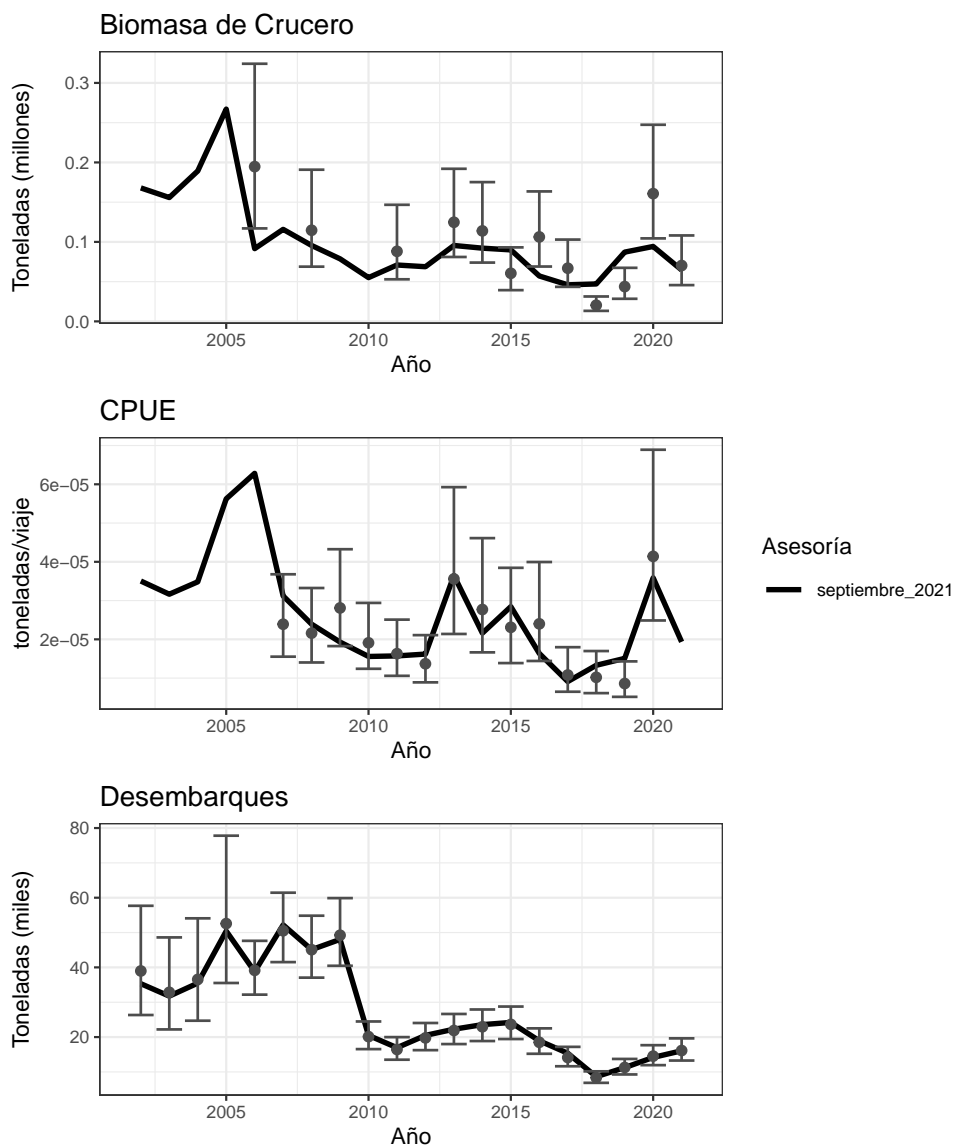 Biomasa de Crucero
Toneladas (millones)
0.3
0.2
0.1
0.0
2005 2010 2015 2020
Año
CPUE
toneladas/viaje
6e−05
4e−05
2e−05
2005 2010 2015 2020
Año
Asesoría
septiembre_2021
Desembarques
Toneladas (miles)
80
60
40
20
2005 2010 2015 2020
Año